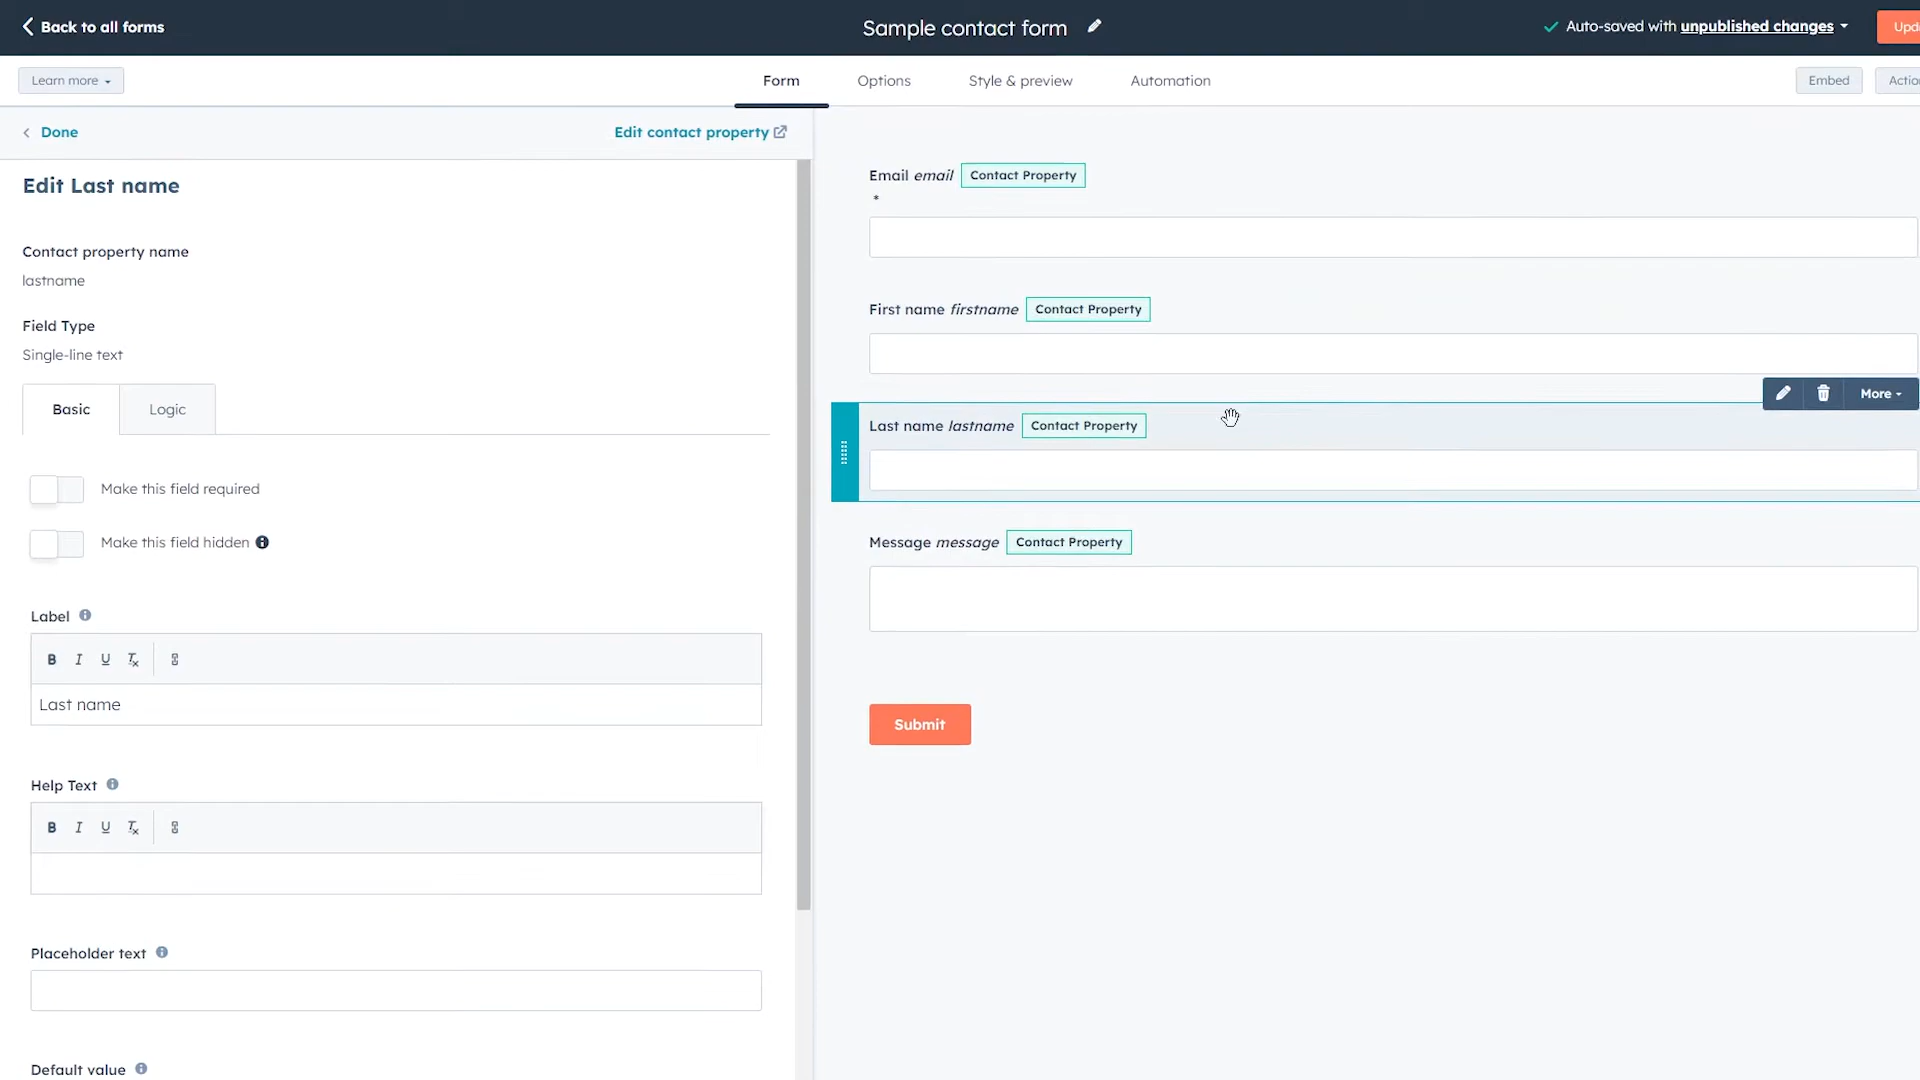 Back to all forms
Sample contact form
Auto-saved with unpublished changes
Learn more
Form
Options
Style & preview
Automation
Embed
Done
Edit contact property
Edit Last name
Contact property name
lastname
Field Type
Single-line text
Basic
Logic
Make this field required
Make this field hidden
Label
B I U Tx
Last name
Help Text
B I U Tx
Placeholder text
Default value
Email email Contact Property
*
First name firstname Contact Property
More
Last name lastname Contact Property
Message message Contact Property
Submit